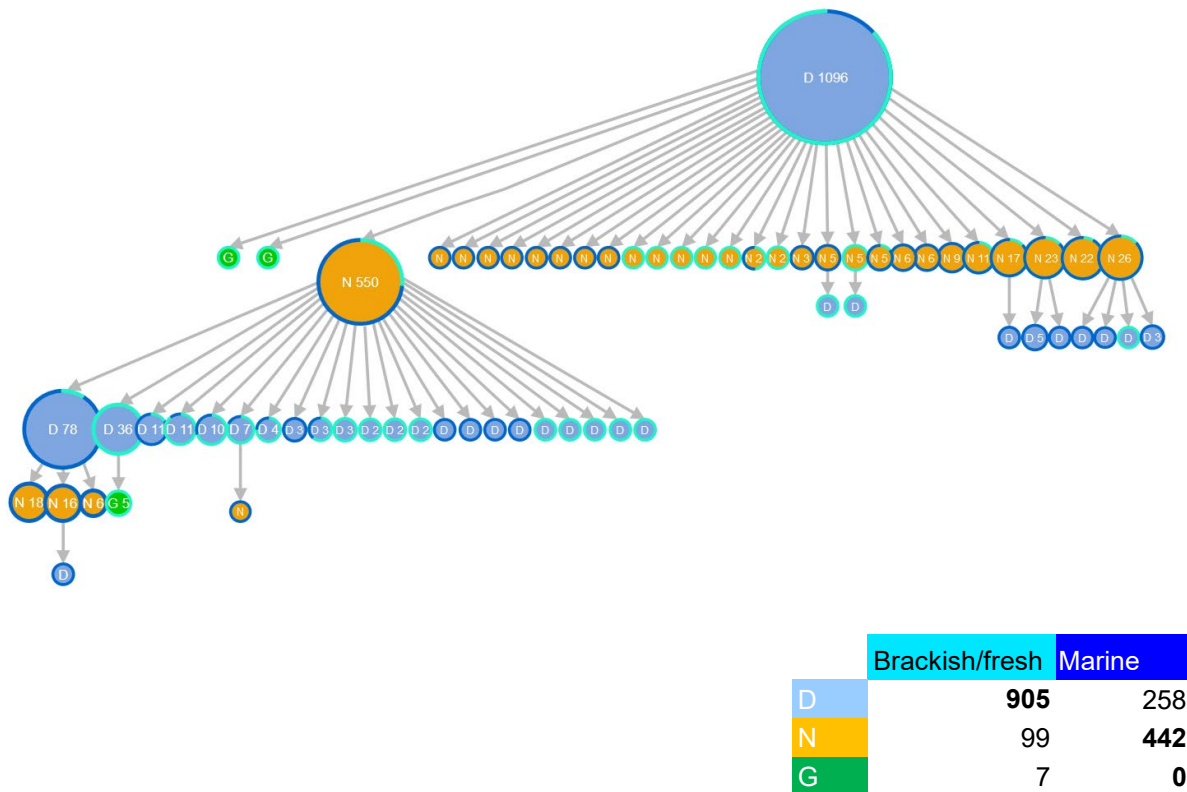 D 1096
G G N N N N N N N N N N N N N N 2 N 2 N 3 N 5 N 5 N 5 N 6 N 6 N 9 N 11 N 17 N 23 N 22 N 26
N 550
D D
D D 5 D D D D D 3
D 78 D 36 D 11 D 11 D 10 D 7 D 4 D 3 D 3 D 3 D 2 D 2 D 2 D D D D D D D D D
N 18 N 16 N 6 G 5 N
D
Brackish/fresh Marine
D 905 258
N 99 442
G 7 0